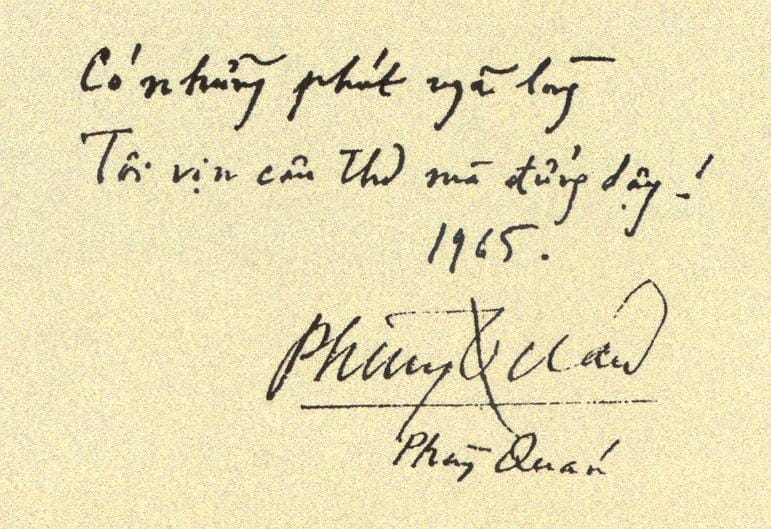 Có những phút ngã lòng
Tôi vịn câu thơ mà đứng dậy!
1965.
Phùng Quán
Phùng Quán